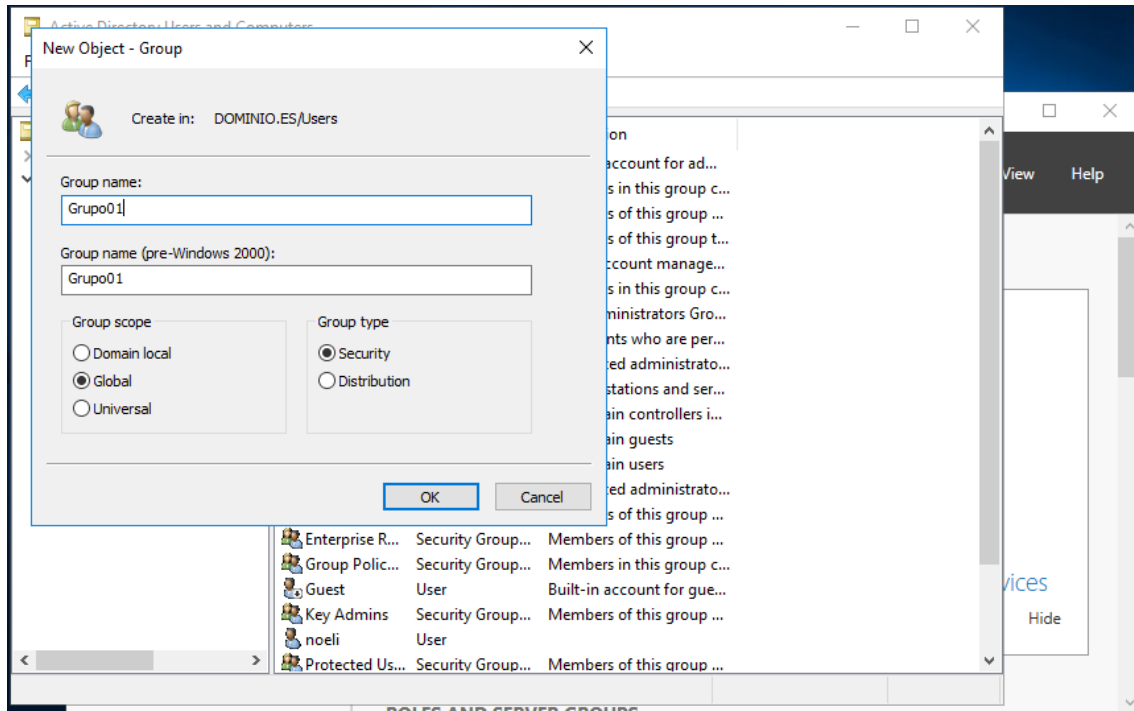 Active Directory Users and Computers
New Object - Group
Create in: DOMINIO.ES/Users
Group name:
Grupo01
Group name (pre-Windows 2000):
Grupo01
Group scope
Domain local
Global
Universal
Group type
Security
Distribution
OK Cancel
F
on
account for ad...
s in this group c...
s of this group ...
s of this group t...
ccount manage...
s in this group c...
ministrators Gro...
nts who are per...
ted administrato...
stations and ser...
ain controllers i...
ain guests
ain users
ted administrato...
s of this group ...
Enterprise R... Security Group... Members of this group ...
Group Polic... Security Group... Members in this group c...
Guest User Built-in account for gue...
Key Admins Security Group... Members of this group ...
noeli User
Protected Us... Security Group... Members of this group ...
View Help
vices
Hide
ROLES AND SERVER GROUPS